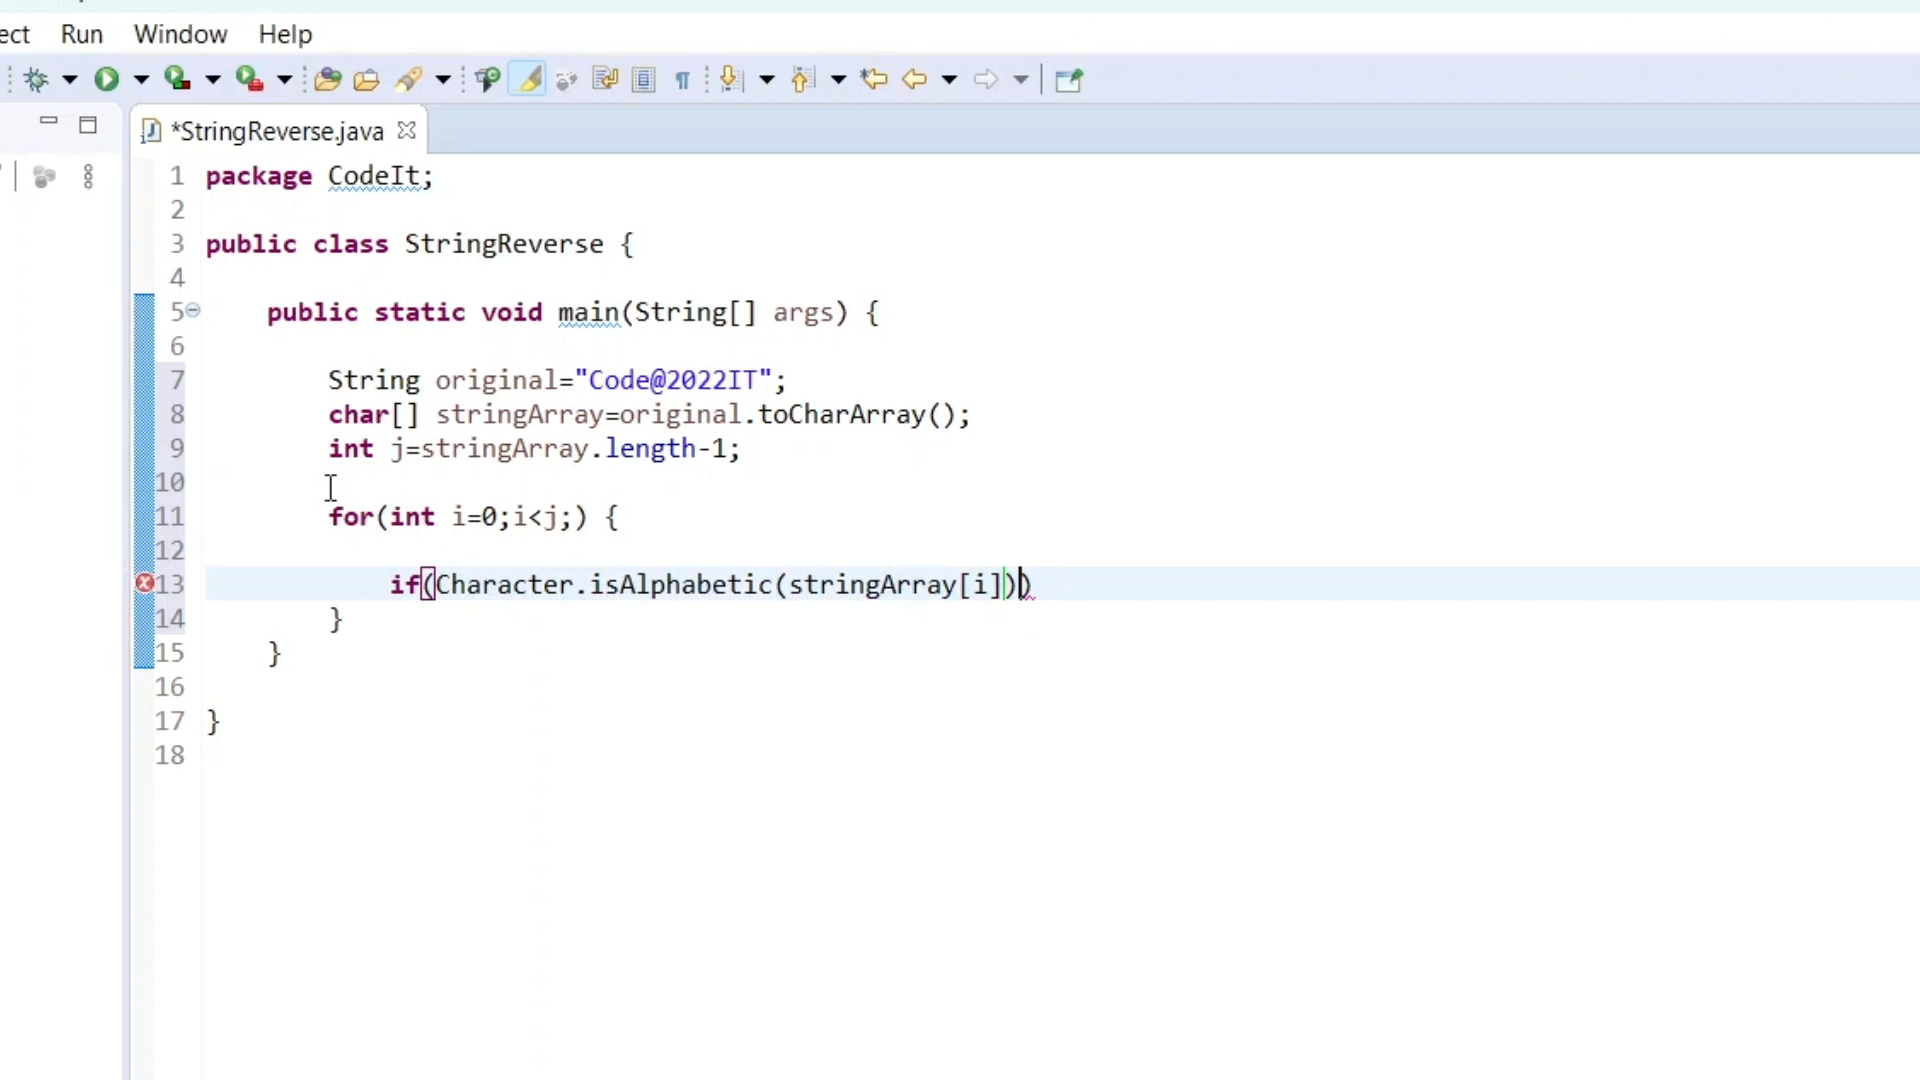 ect Run Window Help
*StringReverse.java
1 package CodeIt;
2
3 public class StringReverse {
4
5 public static void main(String[] args) {
6
7 String original="Code@2022IT";
8 char[] stringArray=original.toCharArray();
9 int j=stringArray.length-1;
10
11 for(int i=0;i<j;) {
12
13 if(Character.isAlphabetic(stringArray[i]))
14 }
15 }
16
17 }
18